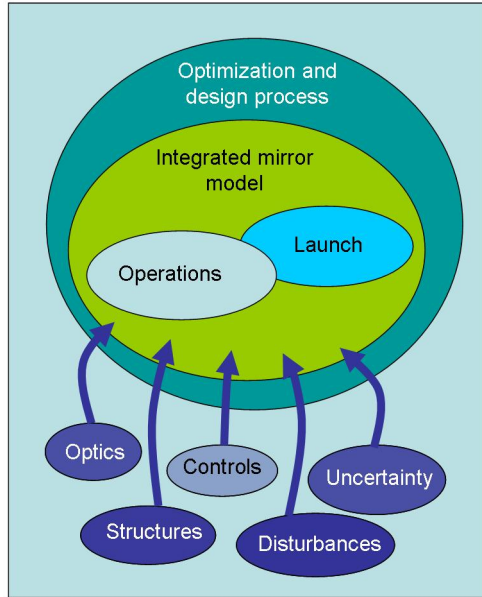 Optimization and
design process
Integrated mirror
model
Launch
Operations
Optics
Controls
Uncertainty
Structures
Disturbances